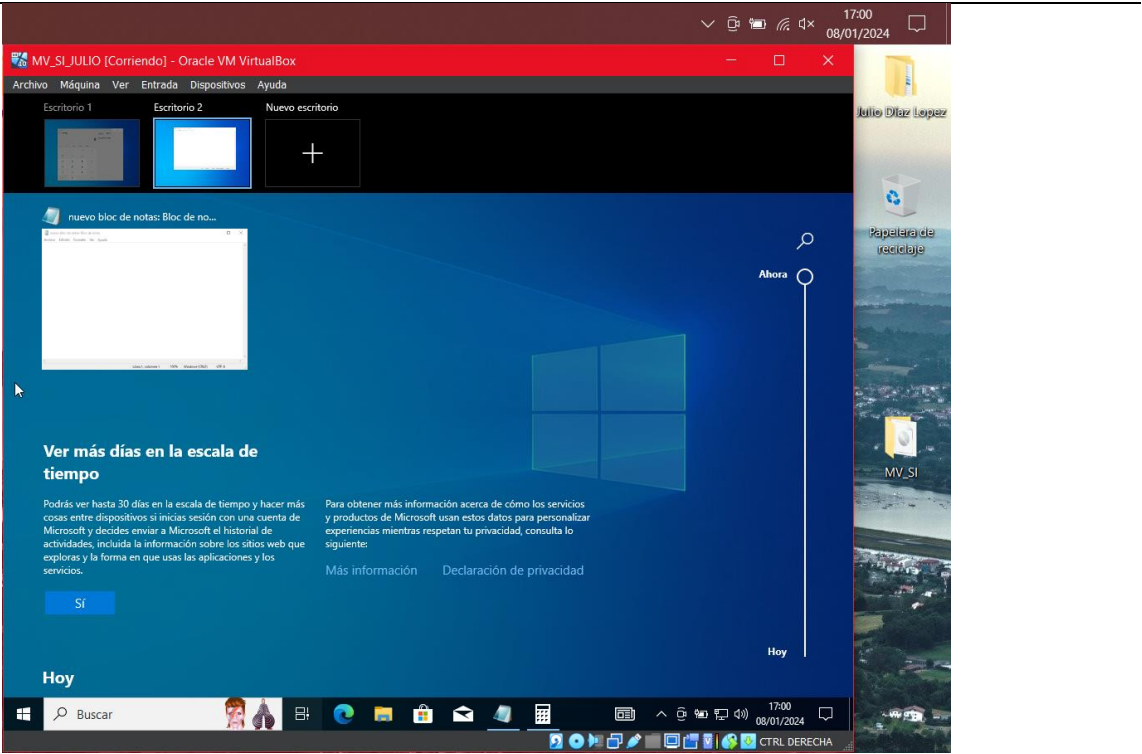 17:00
08/01/2024
MV_SI_JULIO [Corriendo] - Oracle VM VirtualBox
Archivo Máquina Ver Entrada Dispositivos Ayuda
Escritorio 1 Escritorio 2 Nuevo escritorio
Julio Díaz Lopez
nuevo bloc de notas: Bloc de no...
Papelera de
reciclaje
Ahora
MV_SI
Ver más días en la escala de
tiempo
Podrás ver hasta 30 días en la escala de tiempo y hacer más
cosas entre dispositivos si inicias sesión con una cuenta de
Microsoft y decides enviar a Microsoft el historial de
actividades, incluida la información sobre los sitios web que
exploras y la forma en que usas las aplicaciones y los
servicios.
Para obtener más información acerca de cómo los servicios
y productos de Microsoft usan estos datos para personalizar
experiencias mientras respetan tu privacidad, consulta lo
siguiente:
Más información Declaración de privacidad
Sí
Hoy
Hoy
Buscar
17:00
08/01/2024
CTRL DERECHA